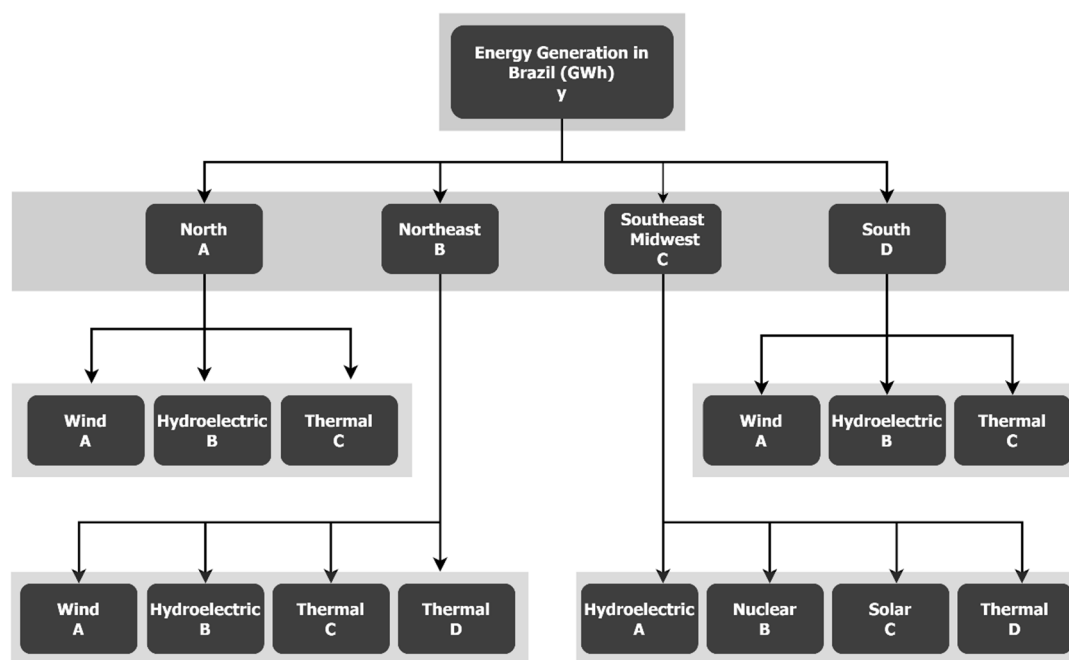 Energy Generation in
Brazil (GWh)
y
North
A
Northeast
B
Southeast
Midwest
C
South
D
Wind
A
Hydroelectric
B
Thermal
C
Wind
A
Hydroelectric
B
Thermal
C
Wind
A
Hydroelectric
B
Thermal
C
Thermal
D
Hydroelectric
A
Nuclear
B
Solar
C
Thermal
D